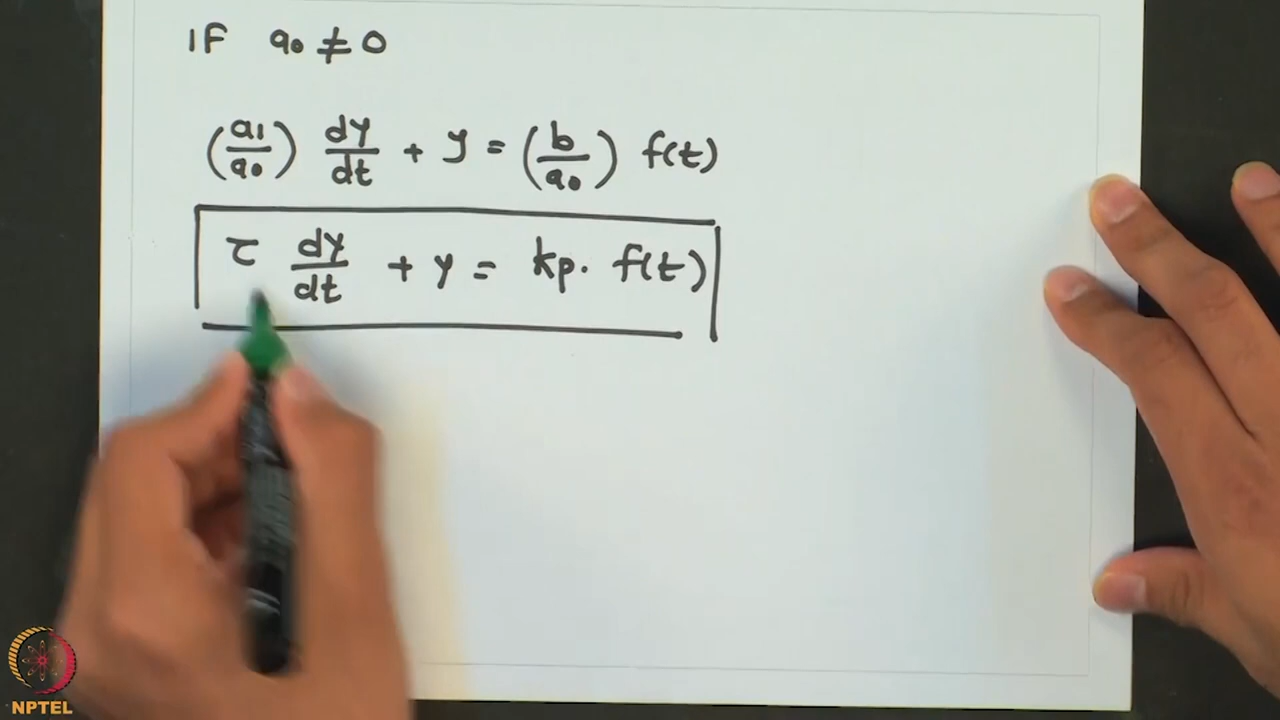 IF a₀ ≠ 0
(a₁/a₀) dy/dt + y = (b/a₀) f(t)
τ dy/dt + y = kp. f(t)
NPTEL